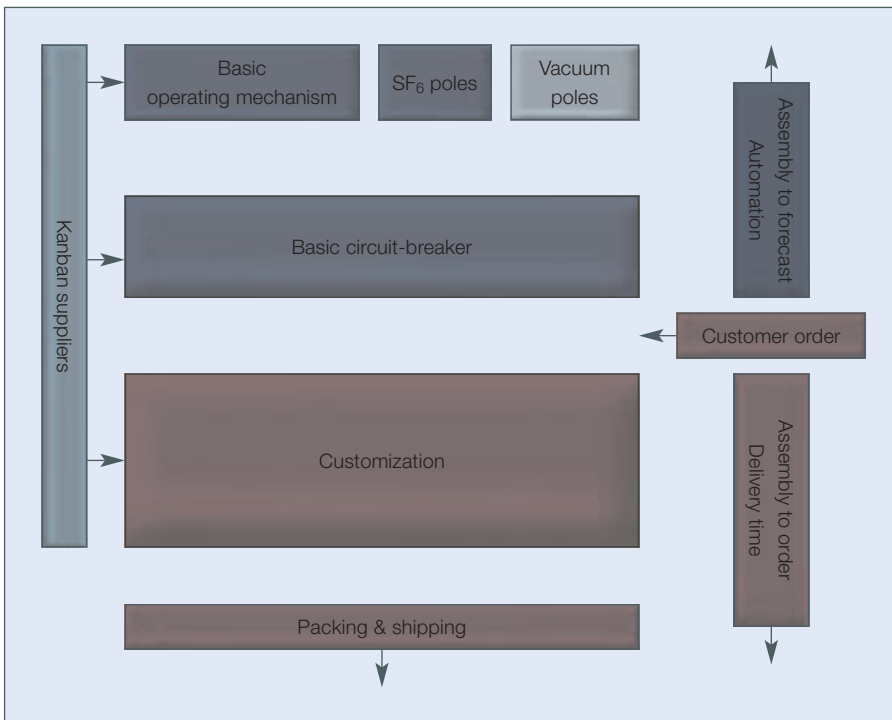 Basic
operating mechanism
SF₆ poles
Vacuum
poles
Kanban suppliers
Assembly to forecast
Automation
Basic circuit-breaker
Customer order
Customization
Assembly to order
Delivery time
Packing & shipping